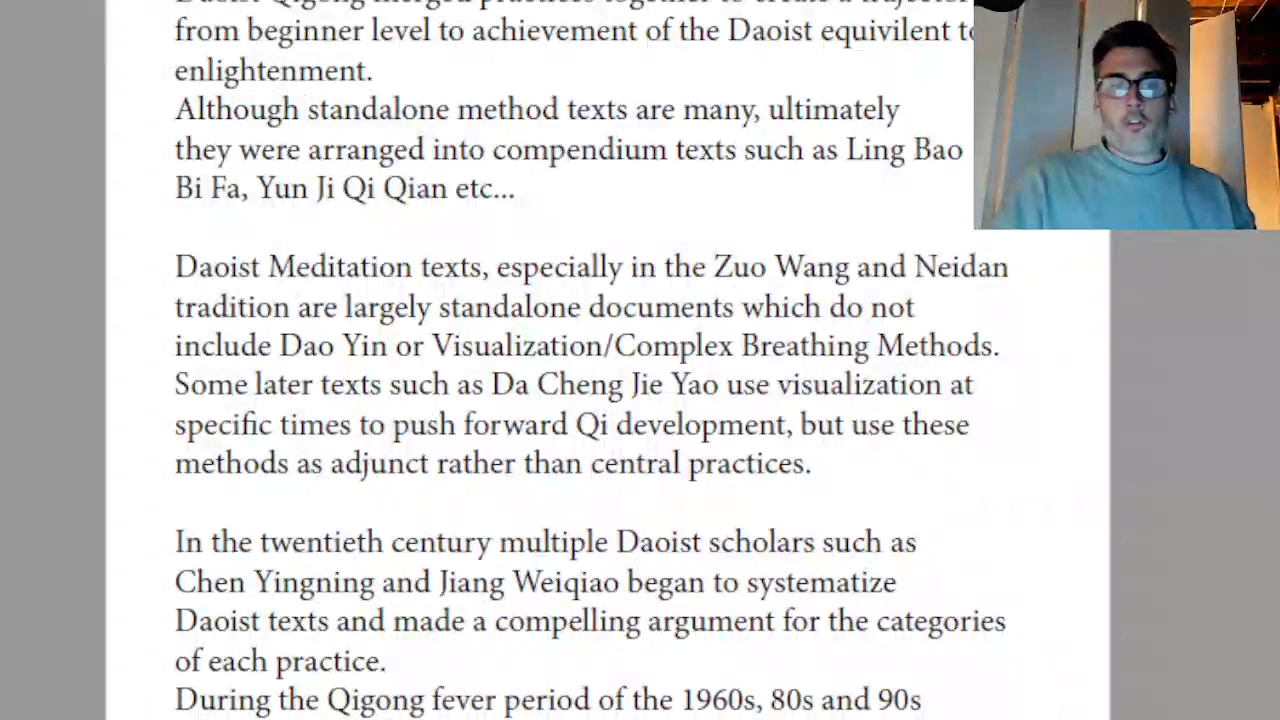 from beginner level to achievement of the Daoist equivilent to
enlightenment.
Although standalone method texts are many, ultimately
they were arranged into compendium texts such as Ling Bao
Bi Fa, Yun Ji Qi Qian etc...
Daoist Meditation texts, especially in the Zuo Wang and Neidan
tradition are largely standalone documents which do not
include Dao Yin or Visualization/Complex Breathing Methods.
Some later texts such as Da Cheng Jie Yao use visualization at
specific times to push forward Qi development, but use these
methods as adjunct rather than central practices.
In the twentieth century multiple Daoist scholars such as
Chen Yingning and Jiang Weiqiao began to systematize
Daoist texts and made a compelling argument for the categories
of each practice.
During the Qigong fever period of the 1960s, 80s and 90s